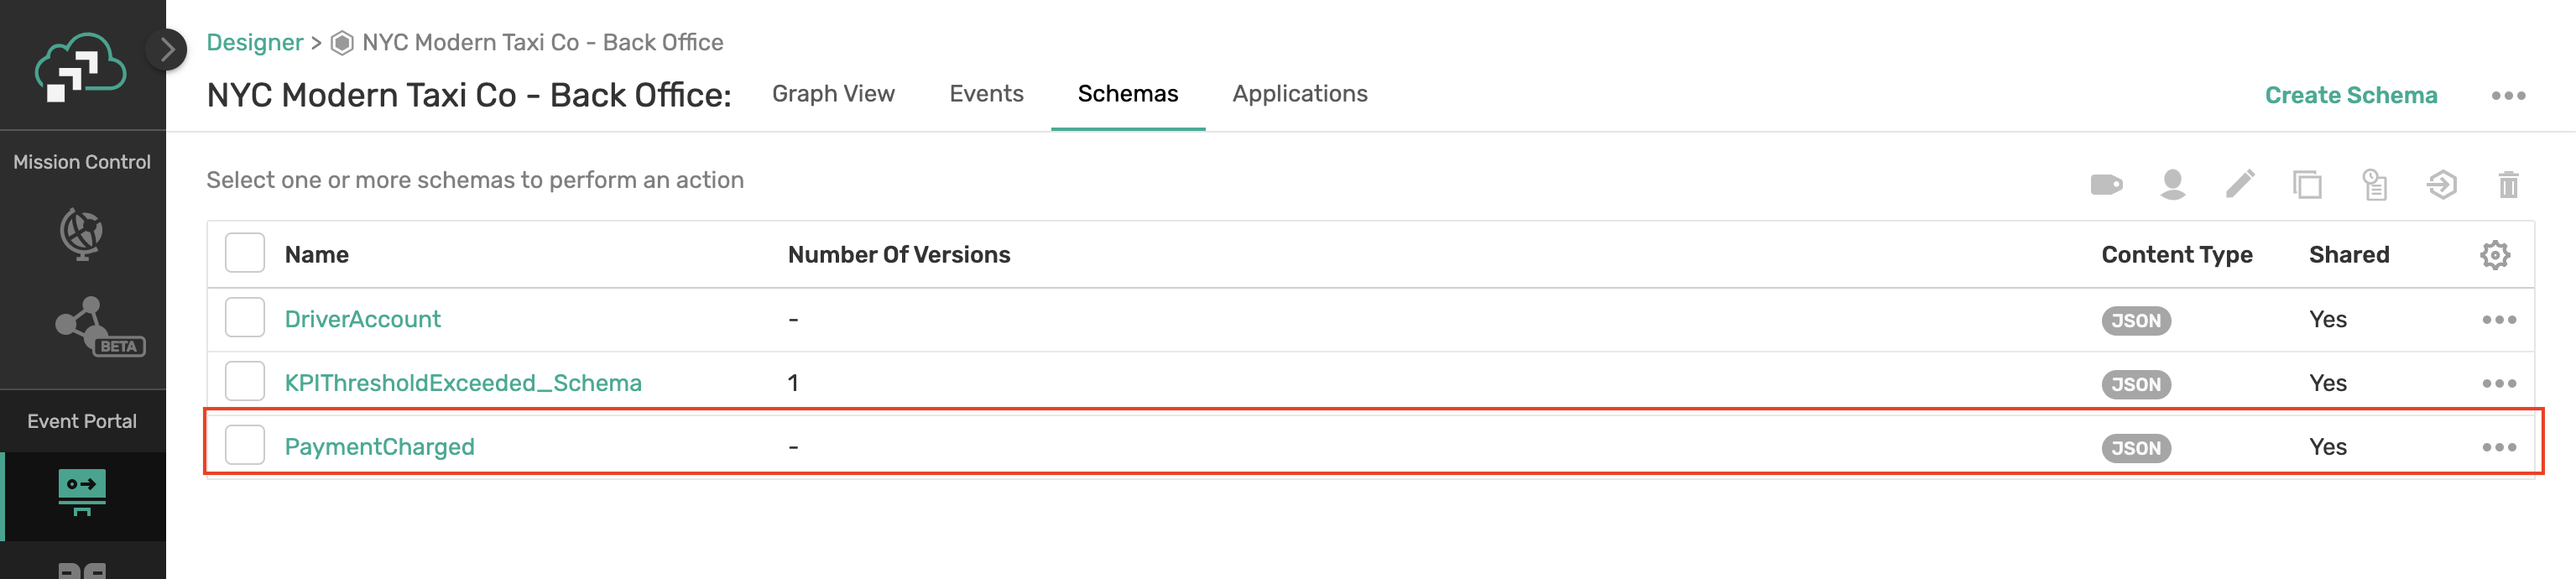 Designer > NYC Modern Taxi Co - Back Office
NYC Modern Taxi Co - Back Office: Graph View Events Schemas Applications Create Schema
Mission Control
Select one or more schemas to perform an action
Name Number Of Versions Content Type Shared
DriverAccount - JSON Yes
BETA
KPIThresholdExceeded_Schema 1 JSON Yes
Event Portal
PaymentCharged - JSON Yes